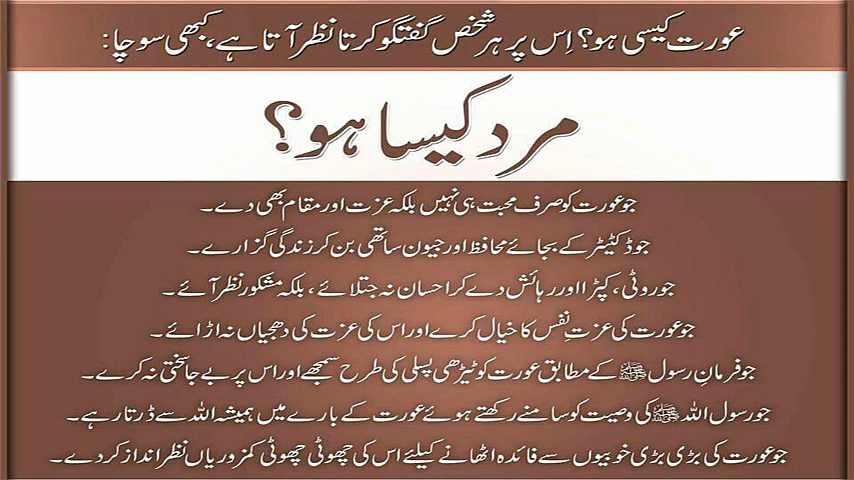 عورت کیسی ہو؟ اِس پر ہر شخص گفتگو کرتا نظر آتا ہے، کبھی سوچا:
مرد کیسا ہو؟
جو عورت کو صرف محبت ہی نہیں بلکہ عزت اور مقام بھی دے۔
جو ڈکٹیٹر کے بجائے محافظ اور جیون ساتھی بن کر زندگی گزارے۔
جو روٹی، کپڑا اور رہائش دے کر احسان نہ جتلائے، بلکہ مشکور نظر آئے۔
جو عورت کی عزتِ نفس کا خیال کرے اور اس کی عزت کی دھجیاں نہ اڑائے۔
جو فرمانِ رسول ﷺ کے مطابق عورت کو ٹیڑھی پسلی کی طرح سمجھے اور اس پر بے جا سختی نہ کرے۔
جو رسول اللہ ﷺ کی وصیت کو سامنے رکھتے ہوئے عورت کے بارے میں ہمیشہ اللہ سے ڈرتا رہے۔
جو عورت کی بڑی بڑی خوبیوں سے فائدہ اٹھانے کیلئے اس کی چھوٹی چھوٹی کمزوریاں نظر انداز کر دے۔